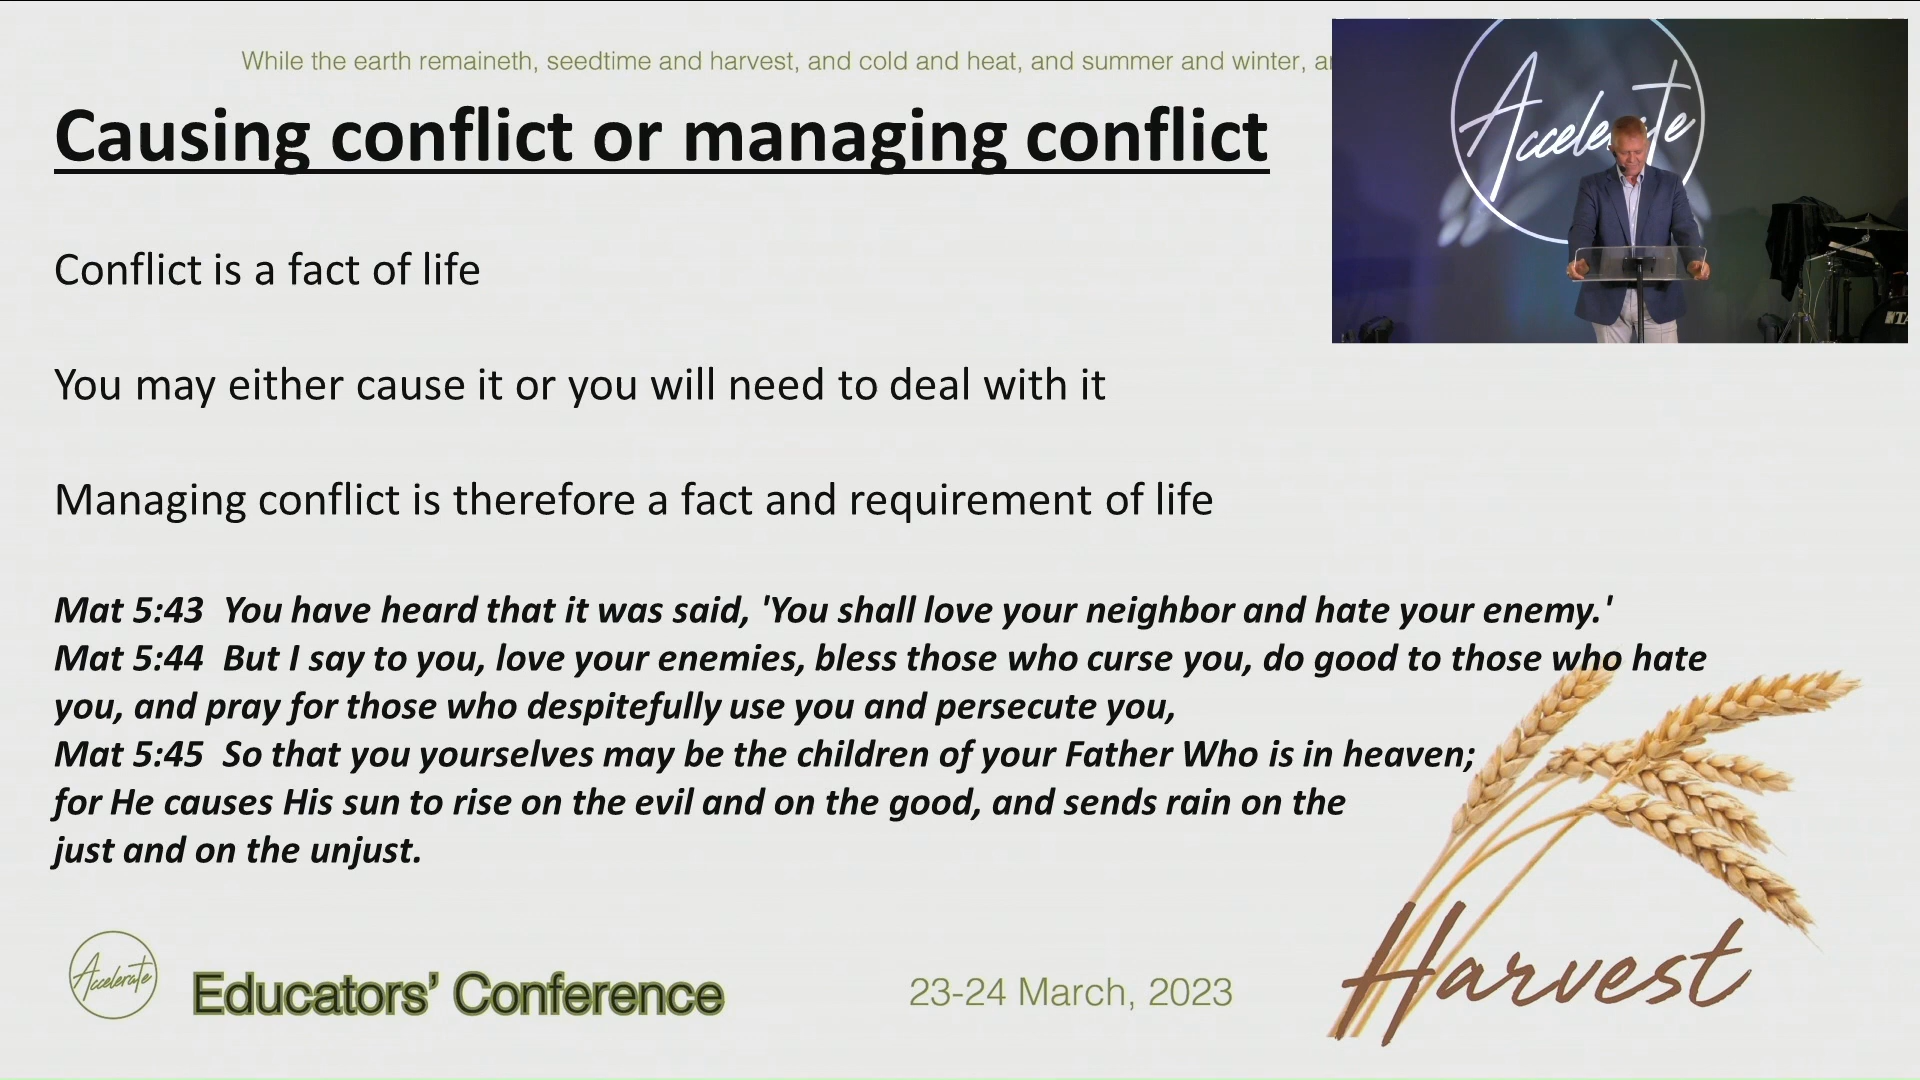 While the earth remaineth, seedtime and harvest, and cold and heat, and summer and winter,
Accelerate
Causing conflict or managing conflict
Conflict is a fact of life
You may either cause it or you will need to deal with it
Managing conflict is therefore a fact and requirement of life
Mat 5:43  You have heard that it was said, 'You shall love your neighbor and hate your enemy.'
Mat 5:44  But I say to you, love your enemies, bless those who curse you, do good to those who hate
you, and pray for those who despitefully use you and persecute you,
Mat 5:45  So that you yourselves may be the children of your Father Who is in heaven;
for He causes His sun to rise on the evil and on the good, and sends rain on the
just and on the unjust.
Accelerate
Educators’ Conference
23-24 March, 2023
Harvest